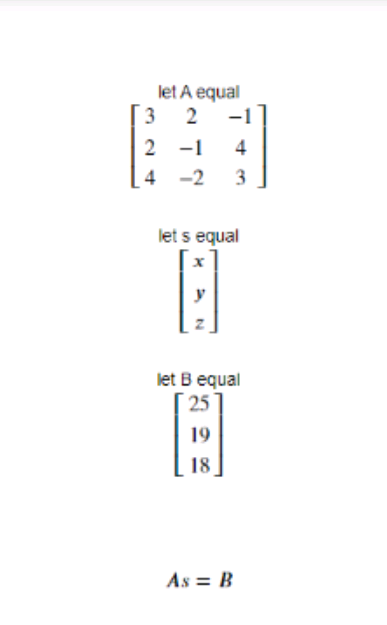 let A equal
3 2 −1
2 −1 4
4 −2 3
let s equal
x
y
z
let B equal
25
19
18
As = B